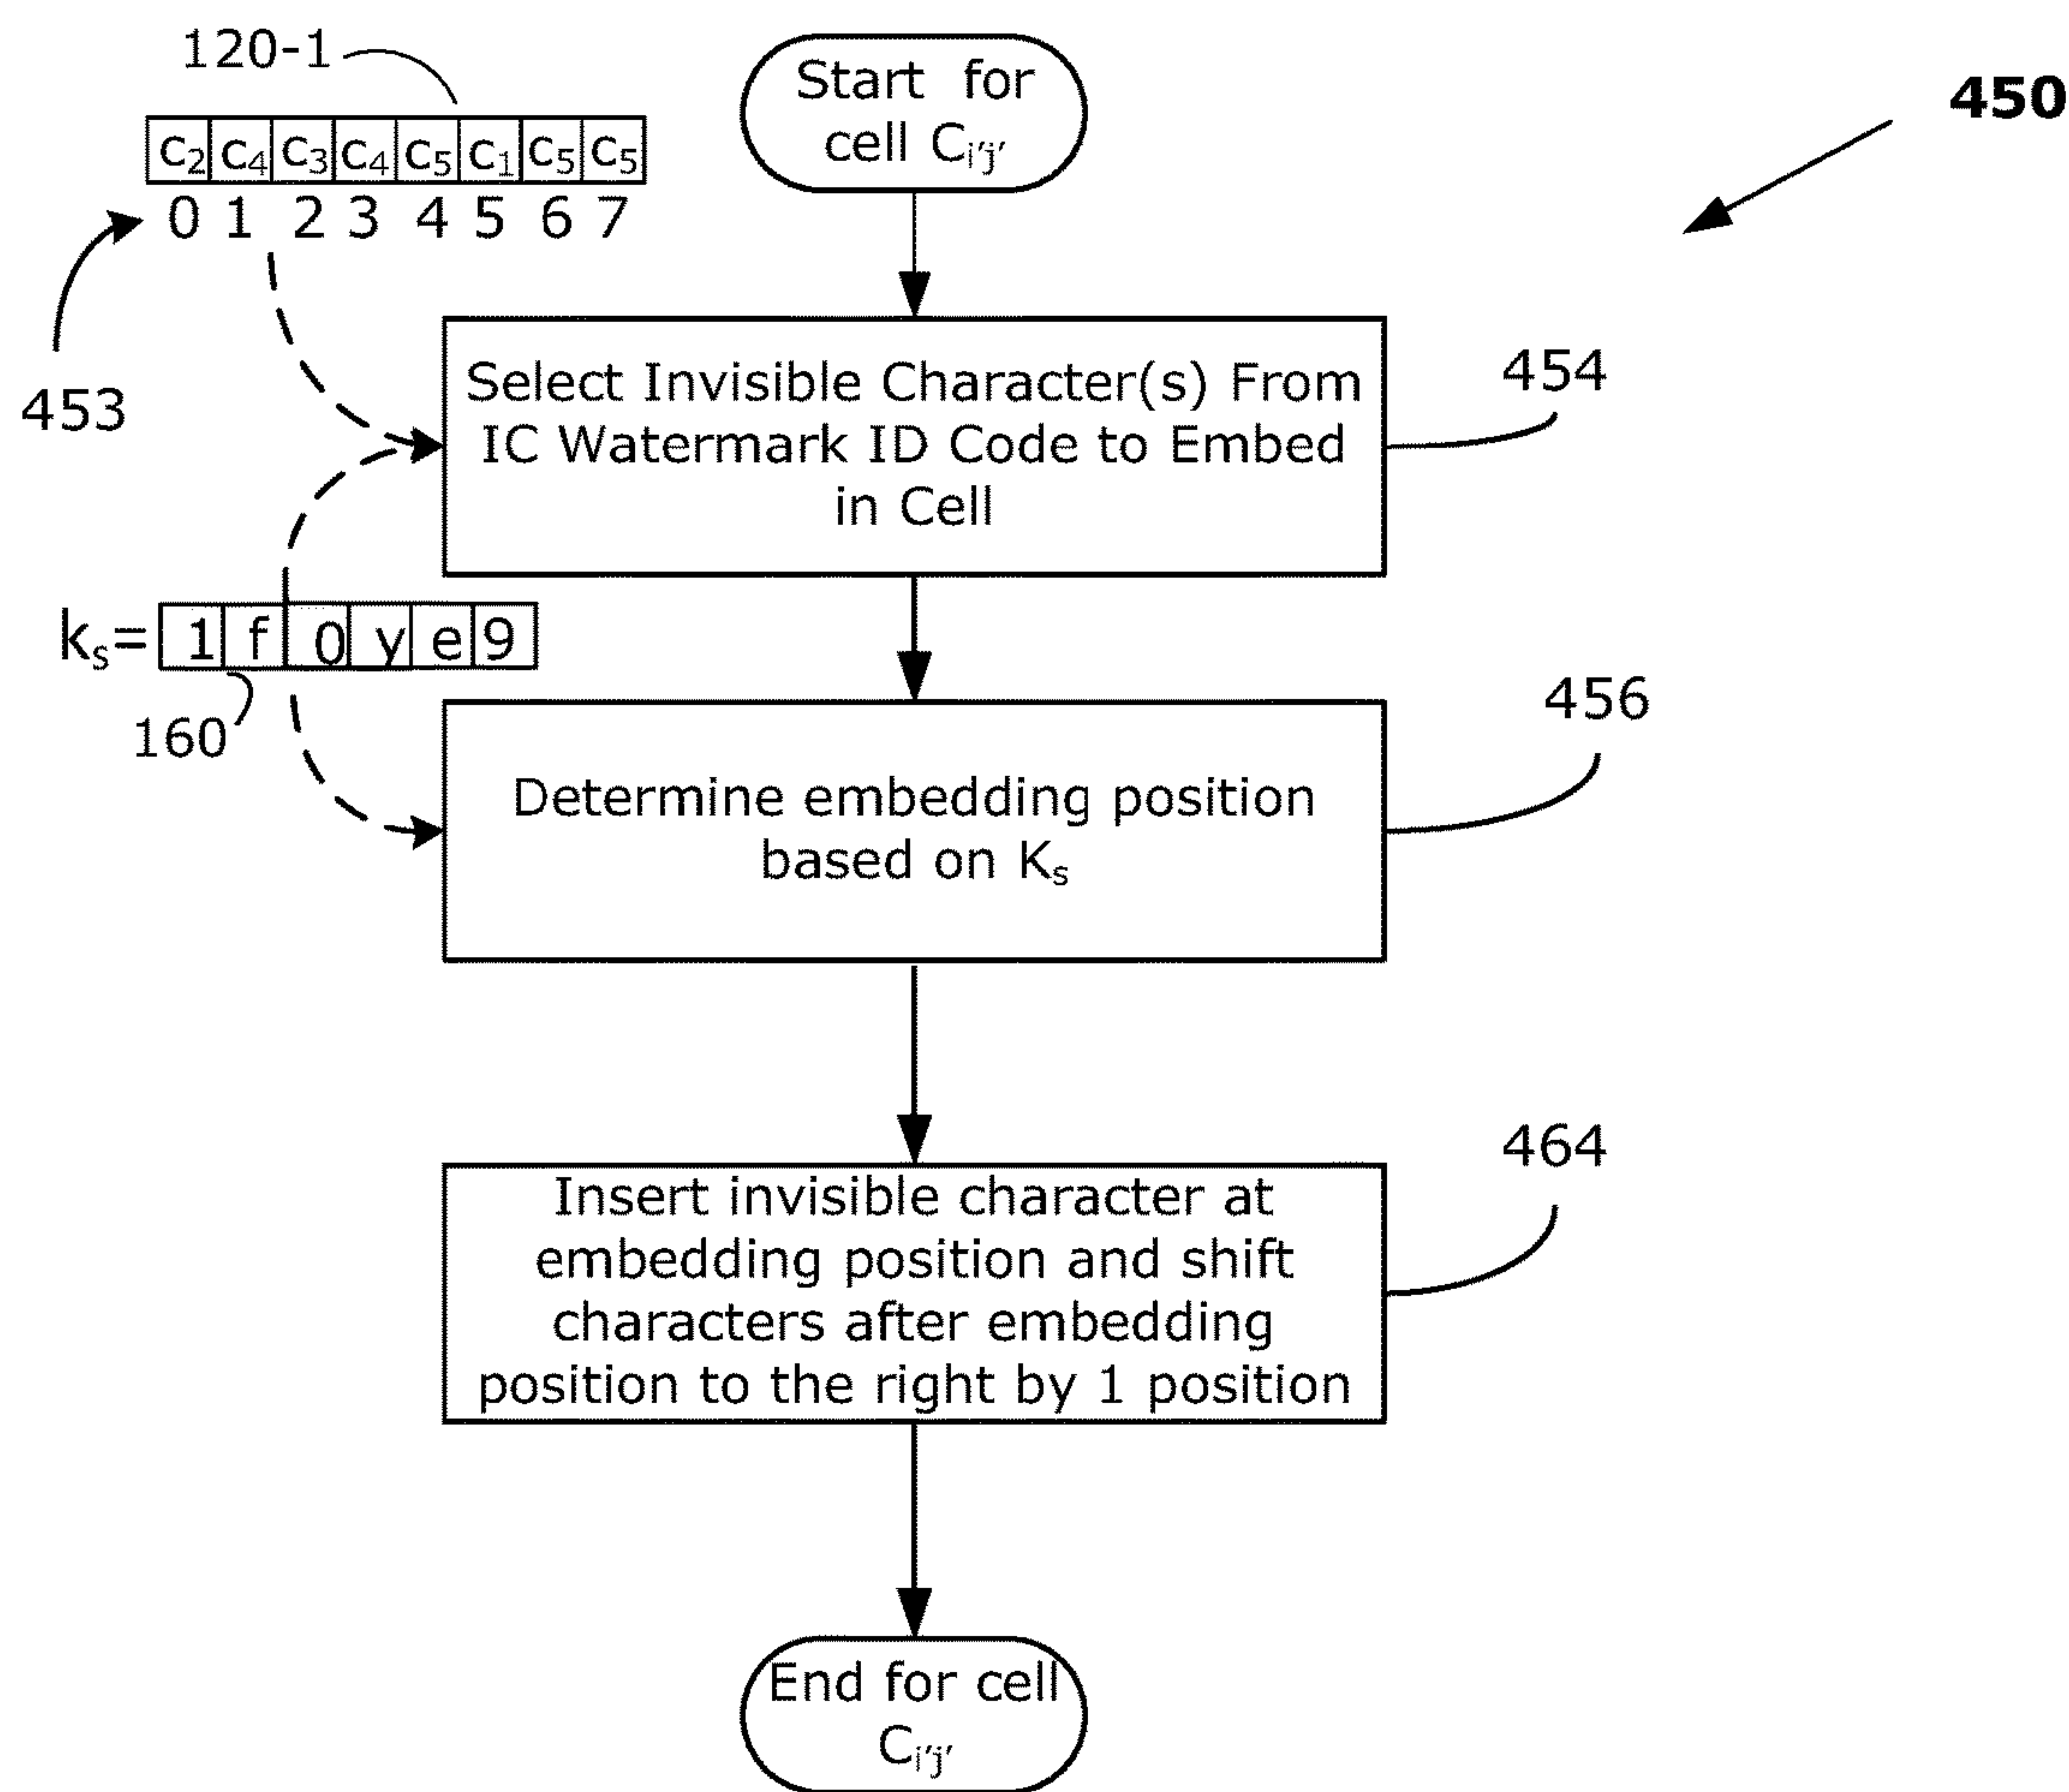 120-1
Start for
cell Ci'j'
450
c2 c4 c3 c4 c5 c1 c5 c5
0 1 2 3 4 5 6 7
453
Select Invisible Character(s) From
IC Watermark ID Code to Embed
in Cell
454
ks= 1 f 0 y e 9
160
456
Determine embedding position
based on Ks
464
Insert invisible character at
embedding position and shift
characters after embedding
position to the right by 1 position
End for cell
Ci'j'